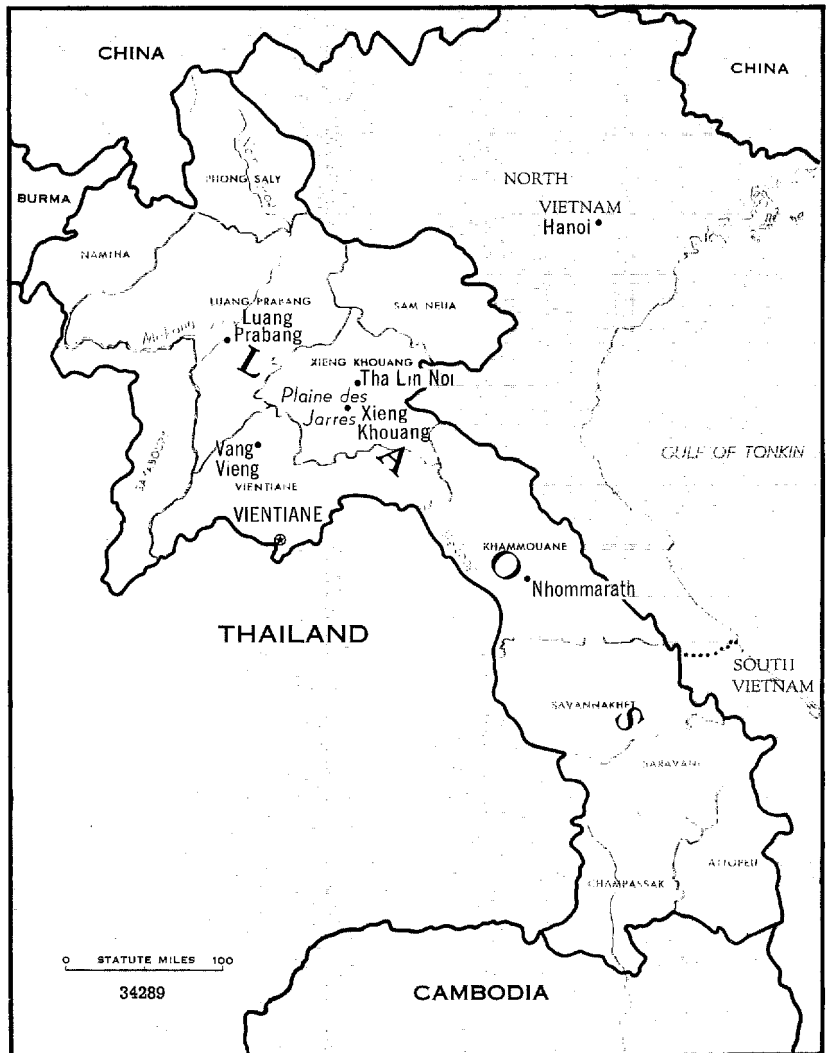 CHINA
CHINA
PHONG SALY
BURMA
NORTH
VIETNAM
Hanoi
NAMTHA
LUANG PRABANG
Luang
Prabang
SAM NEUA
Mekong
L
XIENG KHOUANG
Tha Lin Noi
Plaine des
Jarres
Xieng
Khouang
SAYABOURY
Vang
Vieng
A
GULF OF TONKIN
VIENTIANE
VIENTIANE
KHAMMOUANE
O
Nhommarath
THAILAND
SOUTH
VIETNAM
SAVANNAKHET
S
SARAVANE
ATTOPEU
CHAMPASSAK
0 STATUTE MILES 100
34289
CAMBODIA